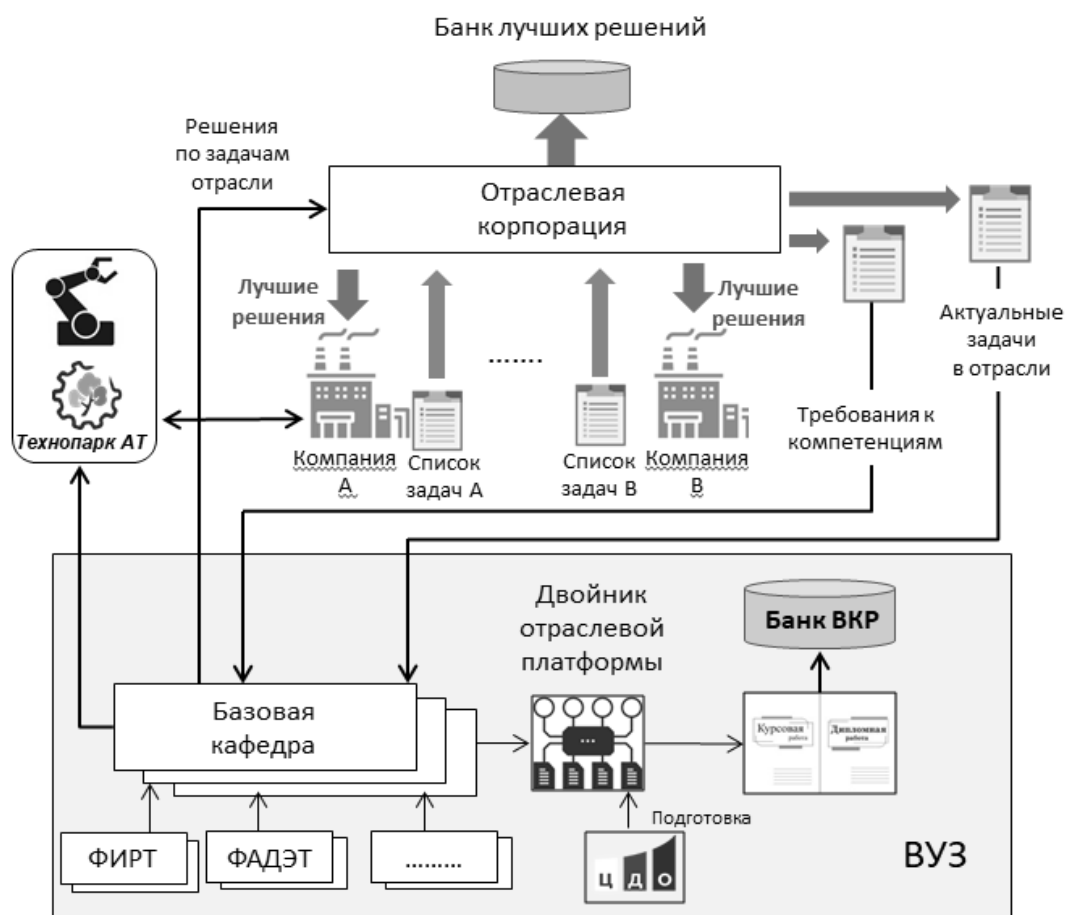 Банк лучших решений
Решения
по задачам
отрасли
Отраслевая
корпорация
Лучшие
решения
Лучшие
решения
Актуальные
задачи
в отрасли
Требования к
компетенциям
.......
Технопарк АТ
Компания
А
Список
задач А
Список
задач В
Компания
В
Двойник
отраслевой
платформы
Банк ВКР
Базовая
кафедра
...
Курсовая
работа
Дипломная
работа
Подготовка
ФИРТ
ФАДЭТ
.........
Ц Д О
ВУЗ